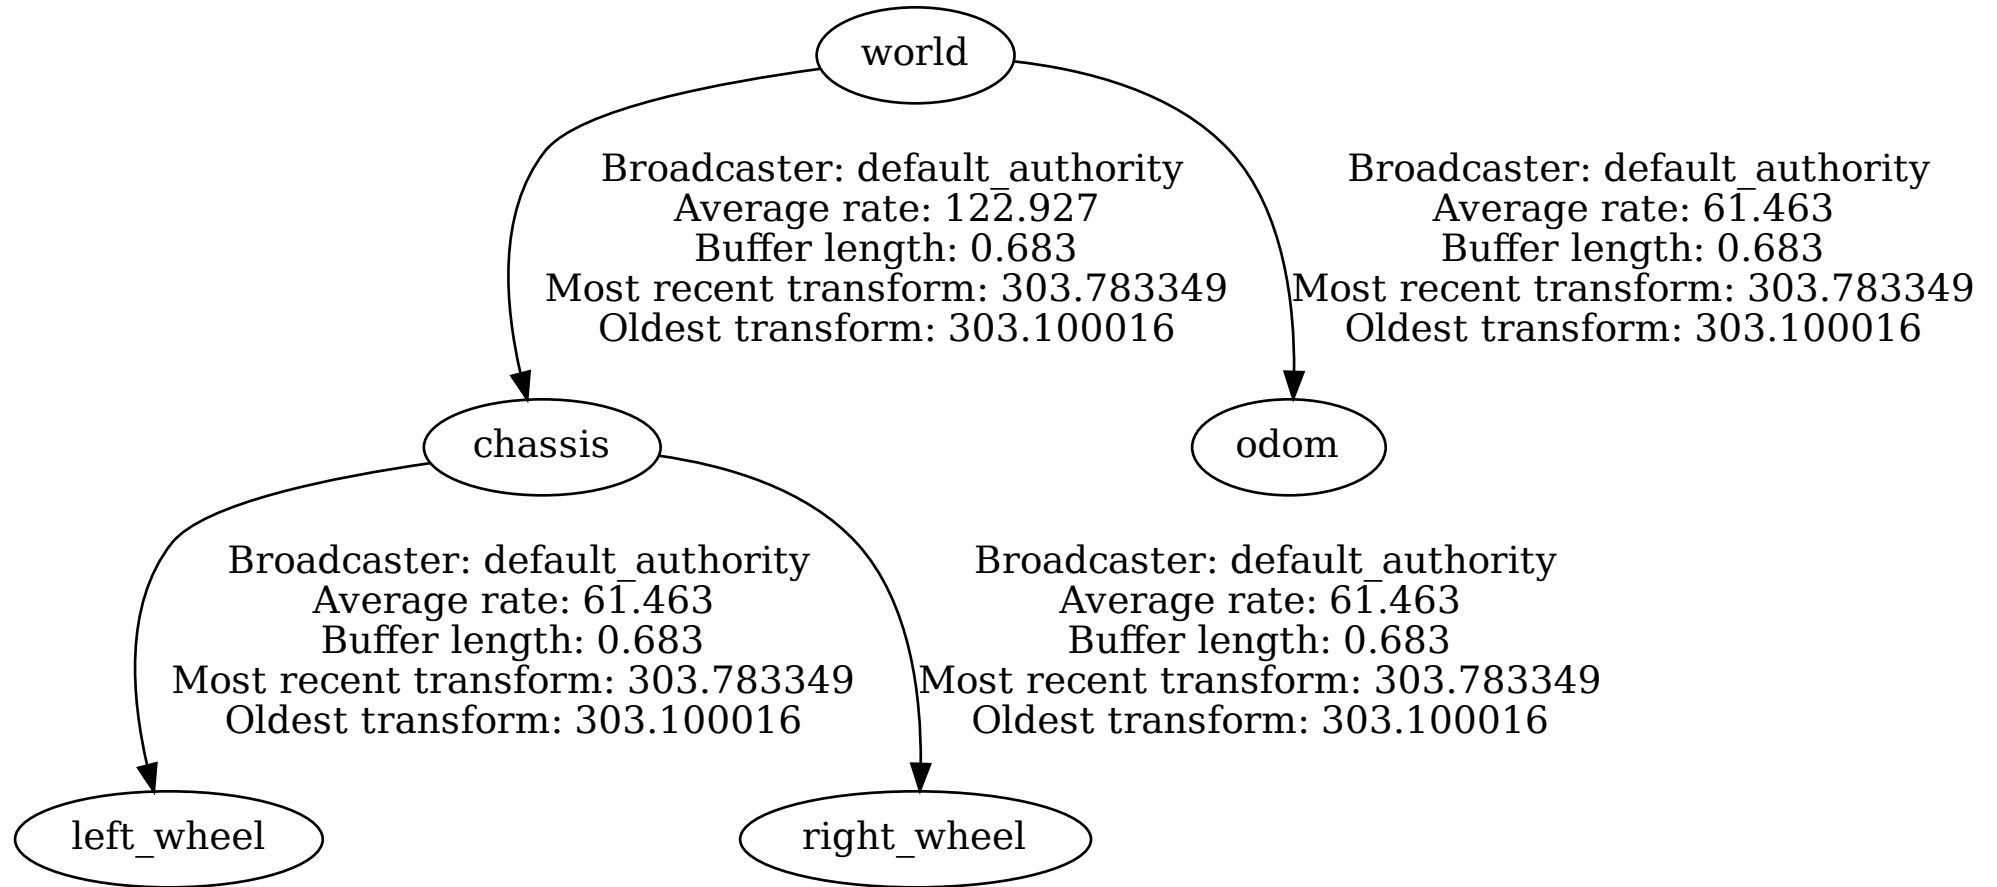 world
Broadcaster: default_authority
Average rate: 122.927
Buffer length: 0.683
Most recent transform: 303.783349
Oldest transform: 303.100016
Broadcaster: default_authority
Average rate: 61.463
Buffer length: 0.683
Most recent transform: 303.783349
Oldest transform: 303.100016
chassis
odom
Broadcaster: default_authority
Average rate: 61.463
Buffer length: 0.683
Most recent transform: 303.783349
Oldest transform: 303.100016
Broadcaster: default_authority
Average rate: 61.463
Buffer length: 0.683
Most recent transform: 303.783349
Oldest transform: 303.100016
left_wheel
right_wheel